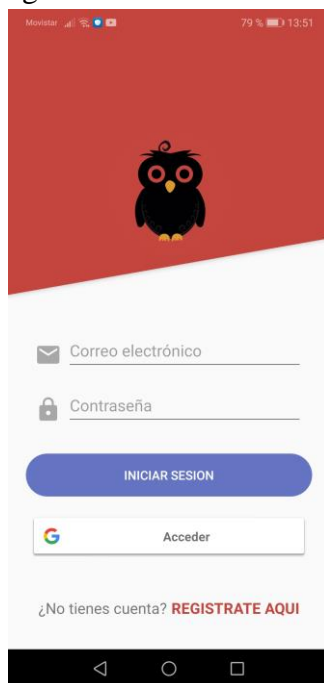 Movistar 79 % 13:51
Correo electrónico
Contraseña
INICIAR SESION
G Acceder
¿No tienes cuenta? REGISTRATE AQUI